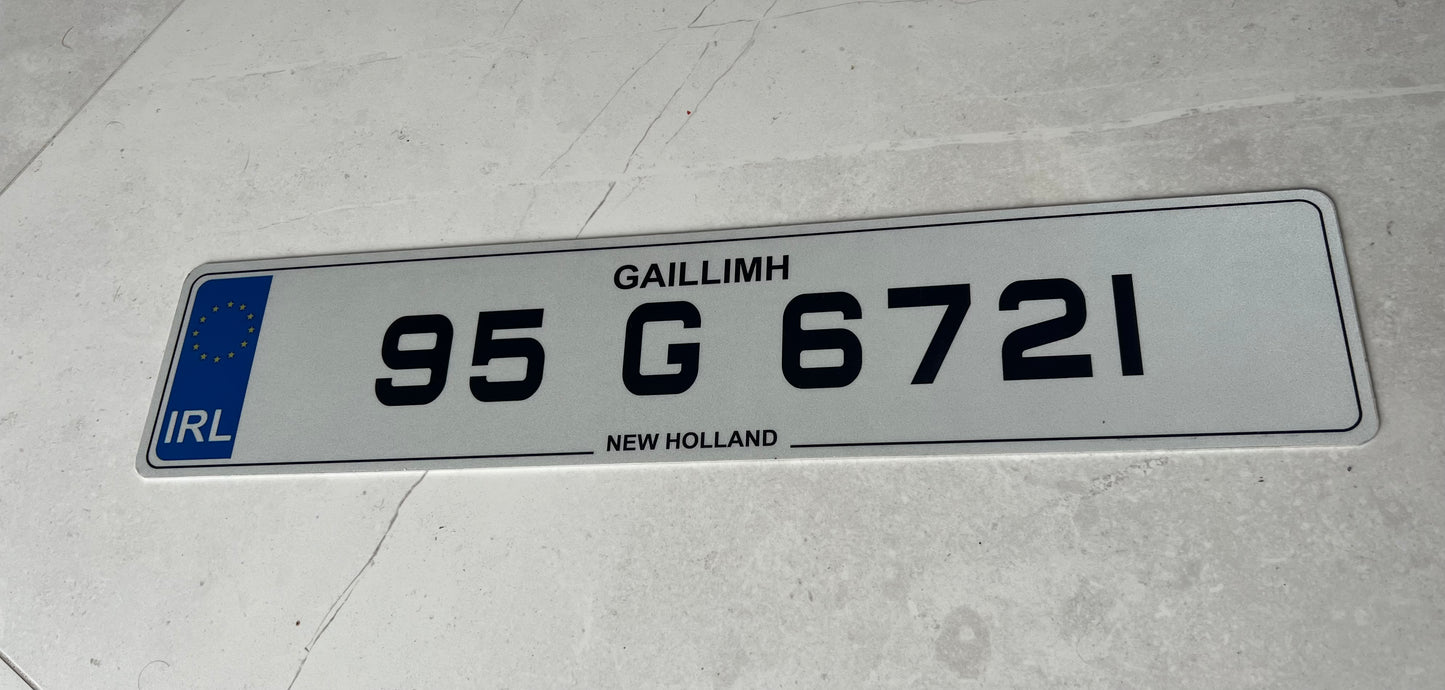 GAILLIMH
IRL
95 G 6721
NEW HOLLAND